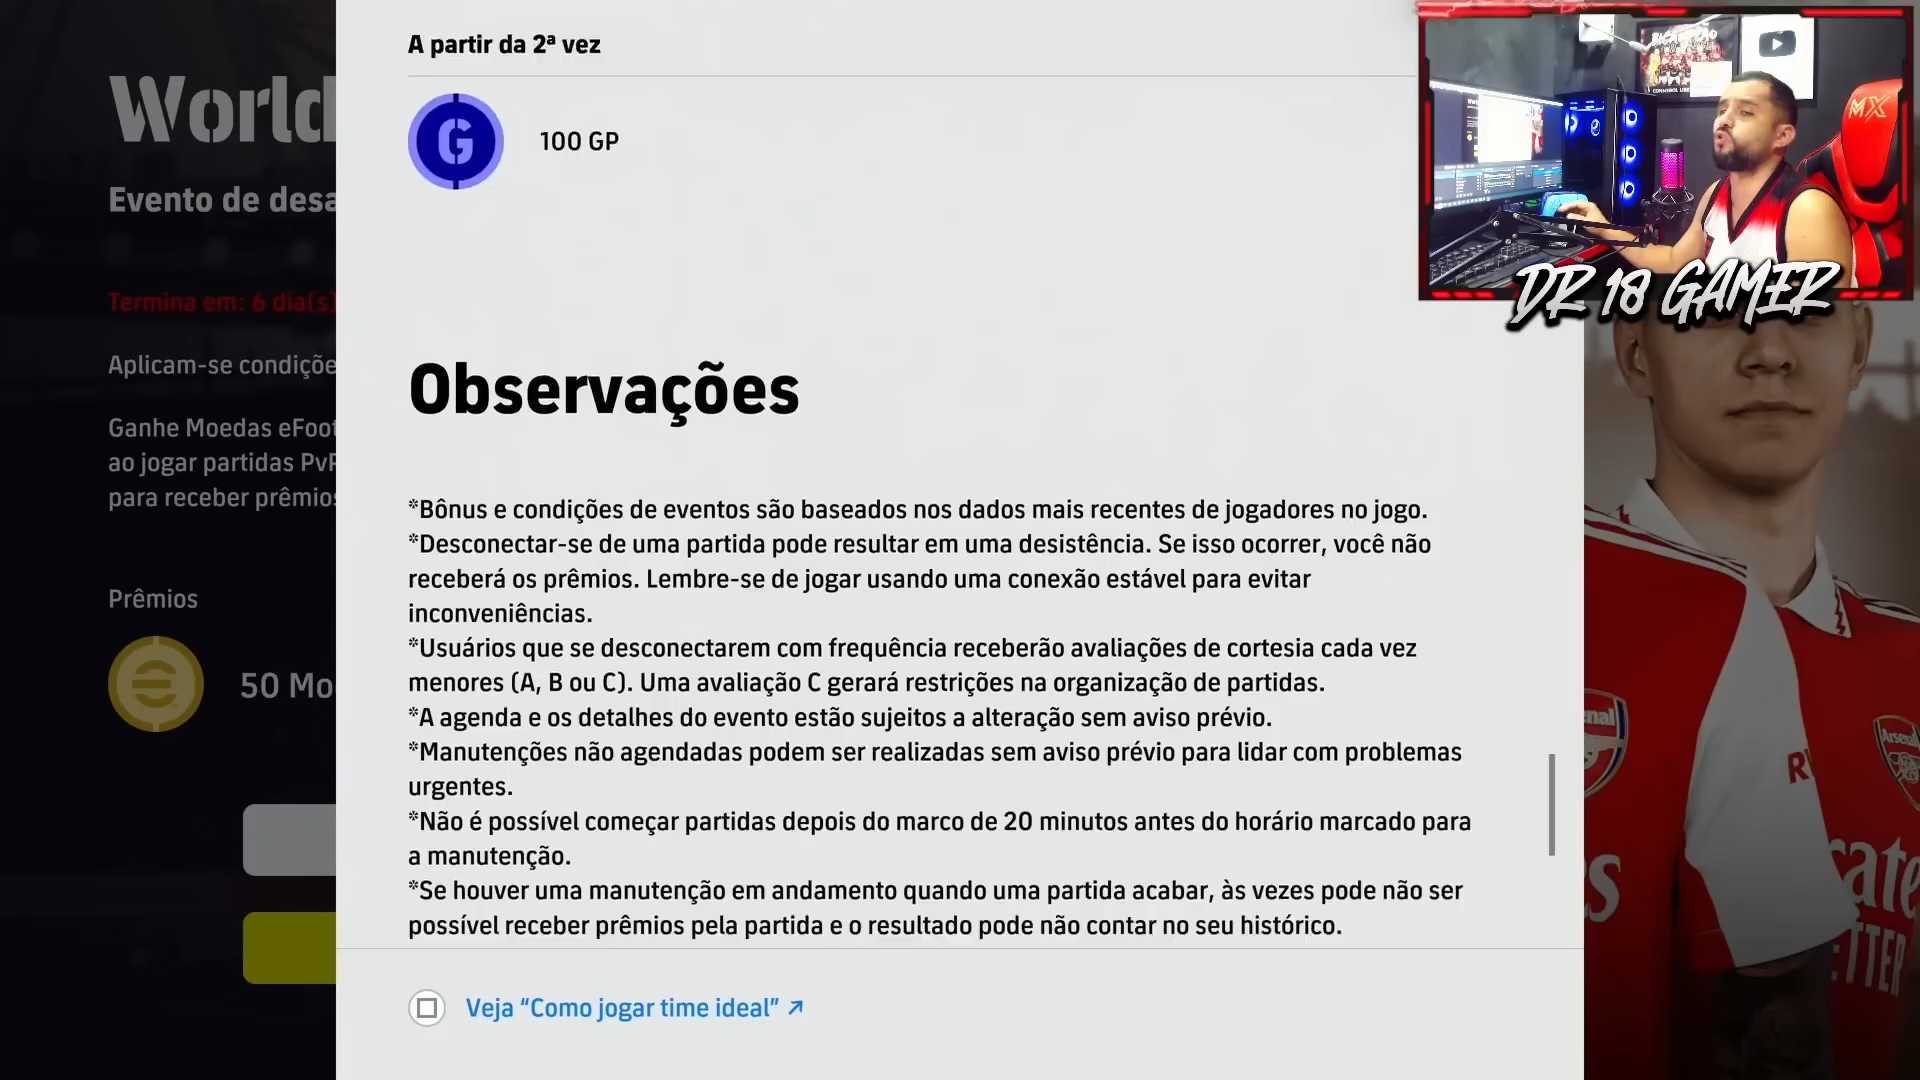 A partir da 2ª vez
G
100 GP
World
Evento de desa
Termina em: 6 dia(s)
Aplicam-se condiçõe
Ganhe Moedas eFoot
ao jogar partidas PvP
para receber prêmios
Prêmios
50 Mo
Observações
*Bônus e condições de eventos são baseados nos dados mais recentes de jogadores no jogo.
*Desconectar-se de uma partida pode resultar em uma desistência. Se isso ocorrer, você não
receberá os prêmios. Lembre-se de jogar usando uma conexão estável para evitar
inconveniências.
*Usuários que se desconectarem com frequência receberão avaliações de cortesia cada vez
menores (A, B ou C). Uma avaliação C gerará restrições na organização de partidas.
*A agenda e os detalhes do evento estão sujeitos a alteração sem aviso prévio.
*Manutenções não agendadas podem ser realizadas sem aviso prévio para lidar com problemas
urgentes.
*Não é possível começar partidas depois do marco de 20 minutos antes do horário marcado para
a manutenção.
*Se houver uma manutenção em andamento quando uma partida acabar, às vezes pode não ser
possível receber prêmios pela partida e o resultado pode não contar no seu histórico.
Veja “Como jogar time ideal”
MX
DR 18 GAMER
Arsenal